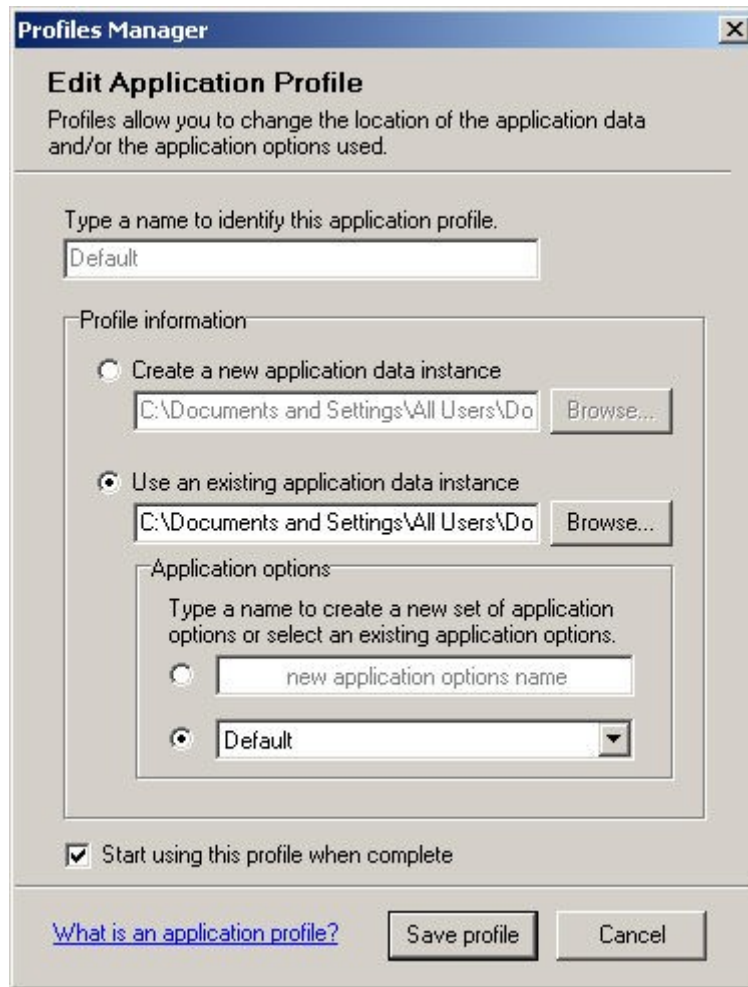 Profiles Manager
Edit Application Profile
Profiles allow you to change the location of the application data
and/or the application options used.
Type a name to identify this application profile.
Default
Profile information
Create a new application data instance
C:\Documents and Settings\All Users\Do
Browse...
Use an existing application data instance
C:\Documents and Settings\All Users\Do
Browse...
Application options
Type a name to create a new set of application
options or select an existing application options.
new application options name
Default
Start using this profile when complete
What is an application profile?
Save profile
Cancel